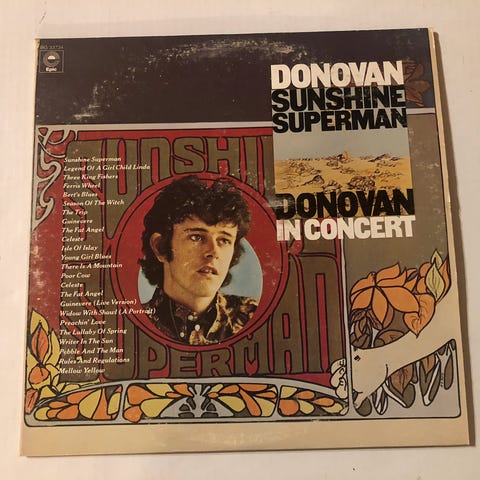 BG 33734
Epic
DONOVAN
SUNSHINE
SUPERMAN
DONOVAN
IN CONCERT
Sunshine Superman
Legend Of A Girl Child Linda
Three King Fishers
Ferris Wheel
Bert's Blues
Season Of The Witch
The Trip
Guinevere
The Fat Angel
Celeste
Isle Of Islay
Young Girl Blues
There Is A Mountain
Poor Cow
Celeste
The Fat Angel
Guinevere (Live Version)
Widow With Shawl (A Portrait)
Preachin' Love
The Lullaby Of Spring
Writer In The Sun
Pebble And The Man
Rules And Regulations
Mellow Yellow
UNSHI
UPERMAN